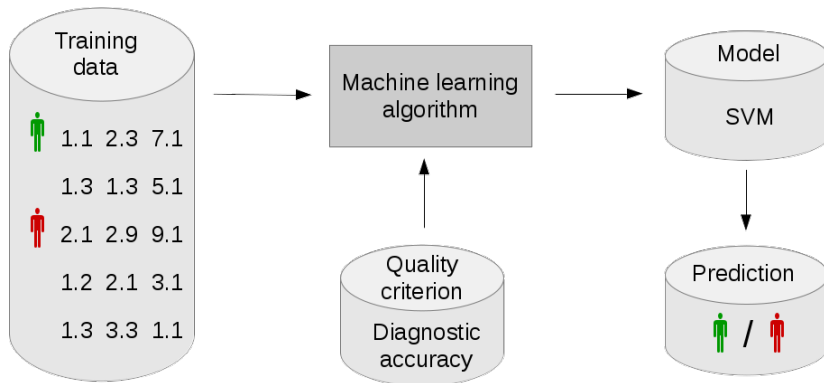 Training
data
1.1 2.3 7.1
1.3 1.3 5.1
2.1 2.9 9.1
1.2 2.1 3.1
1.3 3.3 1.1
Machine learning
algorithm
Quality
criterion
Diagnostic
accuracy
Model
SVM
Prediction
/